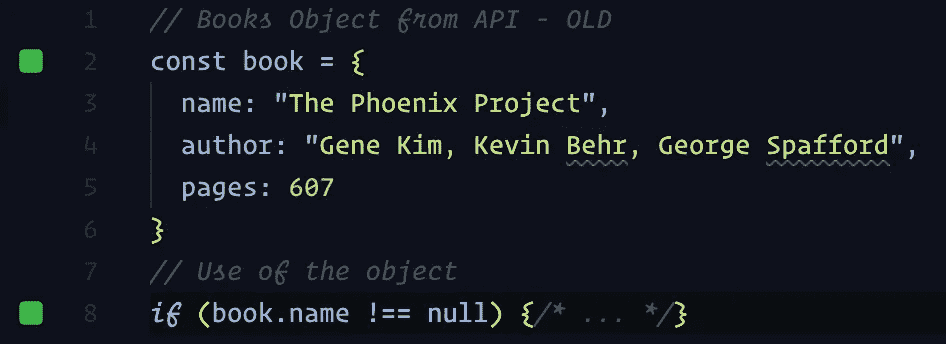 1 // Books Object from API - OLD
2 const book = {
3 name: "The Phoenix Project",
4 author: "Gene Kim, Kevin Behr, George Spafford",
5 pages: 607
6 }
7 // Use of the object
8 if (book.name !== null) {/* ... */}